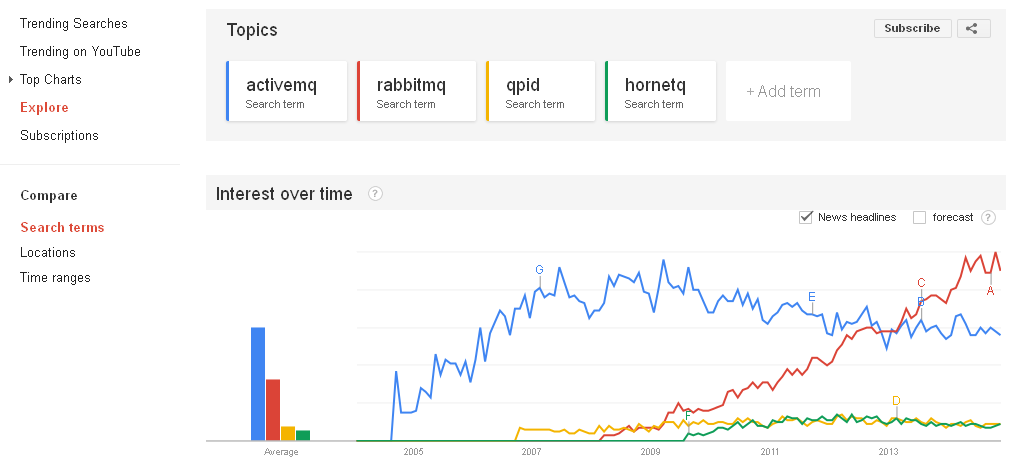 Trending Searches
Trending on YouTube
Top Charts
Explore
Subscriptions
Compare
Search terms
Locations
Time ranges
Topics
Subscribe
activemq
Search term
rabbitmq
Search term
qpid
Search term
hornetq
Search term
+ Add term
Interest over time ?
News headlines
forecast ?
G
E
C
B
A
D
F
Average
2005
2007
2009
2011
2013